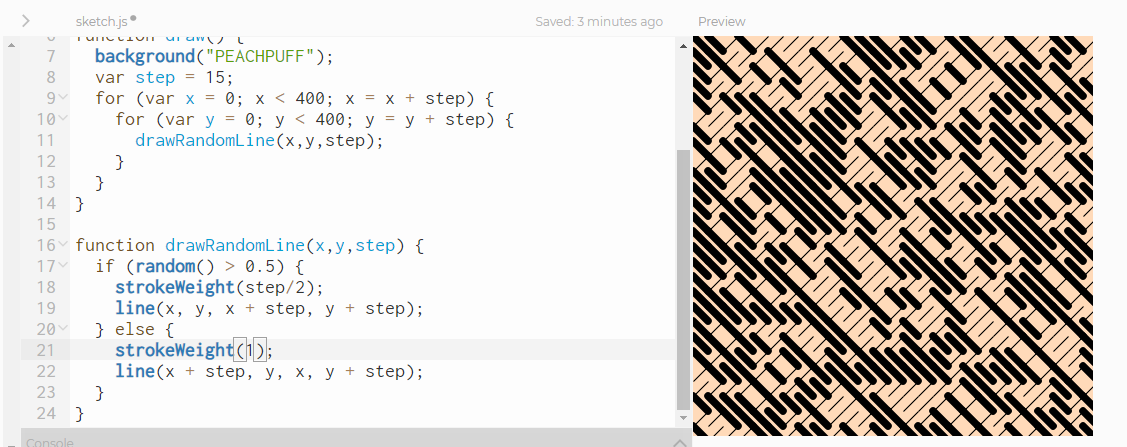 sketch.js
Saved: 3 minutes ago
Preview
6 function draw() {
7 background("PEACHPUFF");
8 var step = 15;
9 for (var x = 0; x < 400; x = x + step) {
10 for (var y = 0; y < 400; y = y + step) {
11 drawRandomLine(x,y,step);
12 }
13 }
14 }
15
16 function drawRandomLine(x,y,step) {
17 if (random() > 0.5) {
18 strokeWeight(step/2);
19 line(x, y, x + step, y + step);
20 } else {
21 strokeWeight(1);
22 line(x + step, y, x, y + step);
23 }
24 }
Console